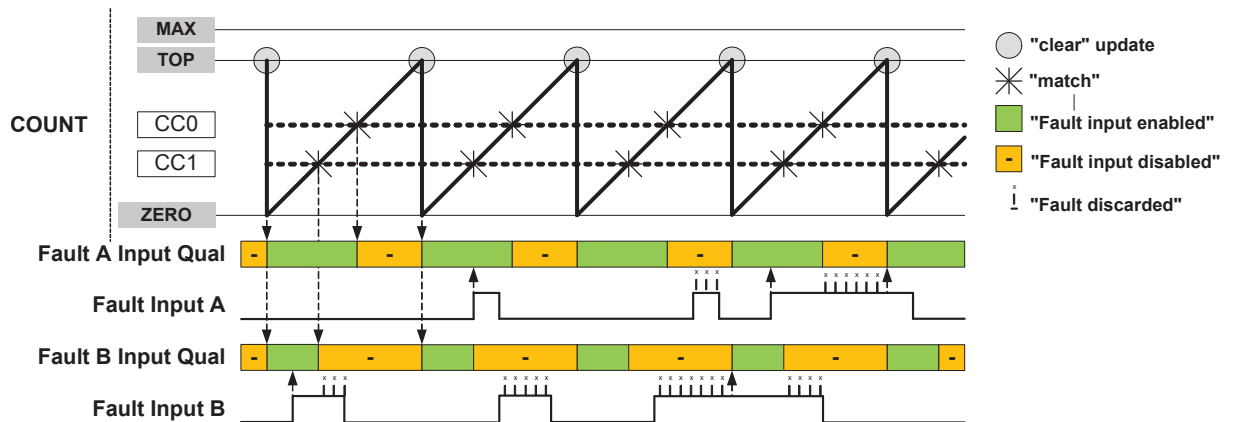 MAX
"clear" update
TOP
"match"
COUNT
CC0
"Fault input enabled"
CC1
- "Fault input disabled"
x
"Fault discarded"
ZERO
Fault A Input Qual - - - - -
x x x x x x x x x
Fault Input A
Fault B Input Qual - - - - - -
x x x x x x x x x x x x x x x x x x x
Fault Input B